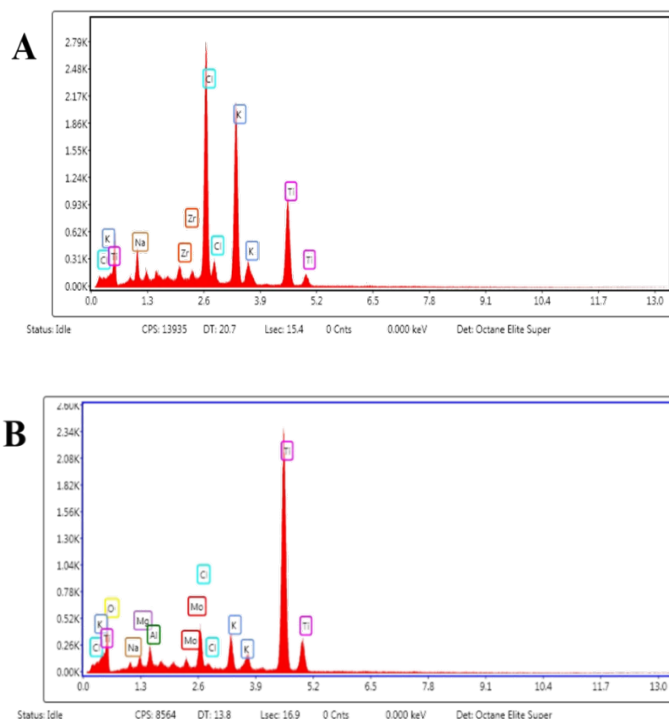 A
2.79K
2.48K
2.17K
1.86K
1.55K
1.24K
0.93K
0.62K
0.31K
0.00K
Cl
K
Ti
Na
Zr
Zr
Cl
Cl
K
K
Ti
Ti
0.0 1.3 2.6 3.9 5.2 6.5 7.8 9.1 10.4 11.7 13.0
Status: Idle CPS: 13935 DT: 20.7 Lsec: 15.4 0 Cnts 0.000 keV Det: Octane Elite Super
B
2.60K
2.34K
2.08K
1.82K
1.56K
1.30K
1.04K
0.78K
0.52K
0.26K
0.00K
Cl
K
O
Ti
Na
Mo
Al
Mo
Mo
Cl
Cl
K
K
Ti
Ti
0.0 1.3 2.6 3.9 5.2 6.5 7.8 9.1 10.4 11.7 13.0
Status: Idle CPS: 8564 DT: 13.8 Lsec: 16.9 0 Cnts 0.000 keV Det: Octane Elite Super